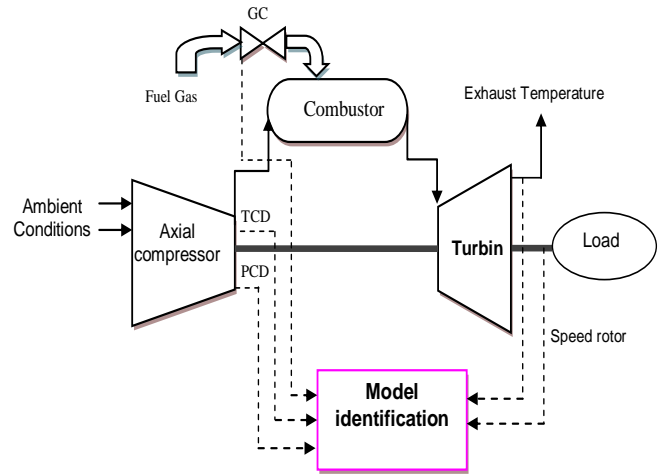 GC
Fuel Gas
Combustor
Exhaust Temperature
Ambient
Conditions
Axial
compressor
TCD
PCD
Turbin
Load
Speed rotor
Model
identification